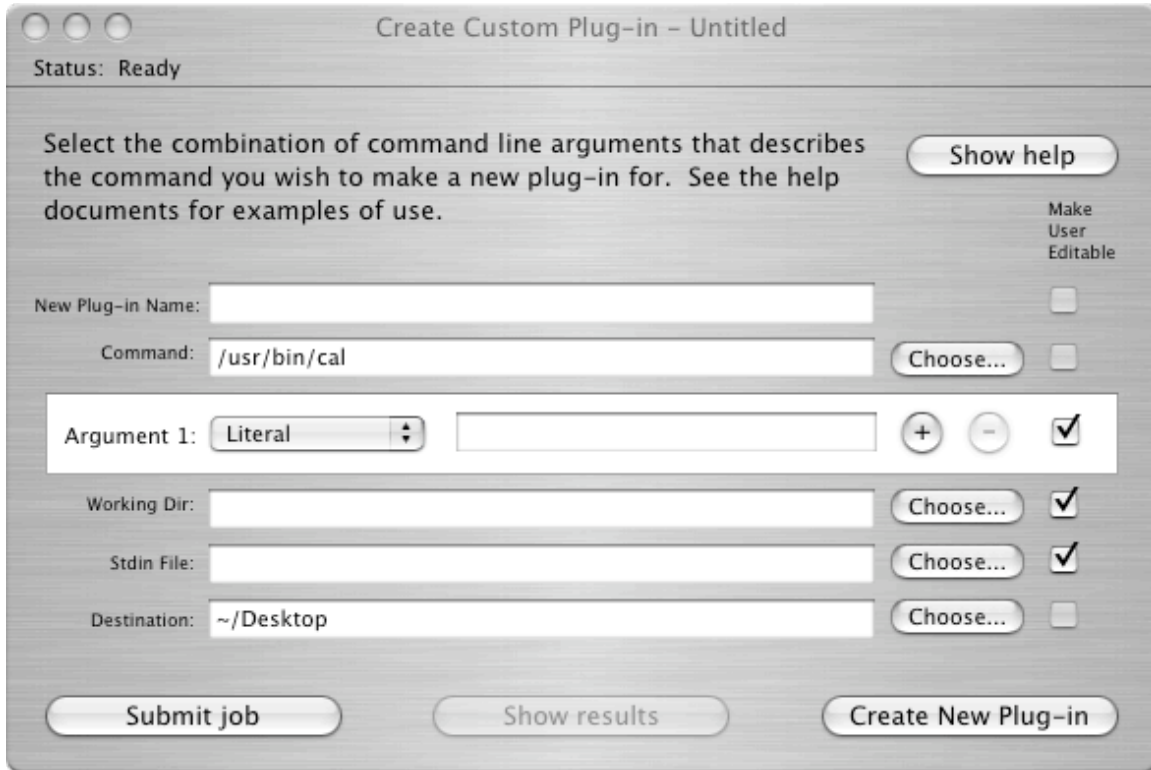 Create Custom Plug-in – Untitled
Status: Ready
Select the combination of command line arguments that describes
the command you wish to make a new plug-in for. See the help
documents for examples of use.
Show help
Make
User
Editable
New Plug-in Name:
Command: /usr/bin/cal Choose...
Argument 1: Literal + -
Working Dir: Choose...
Stdin File: Choose...
Destination: ~/Desktop Choose...
Submit job Show results Create New Plug-in